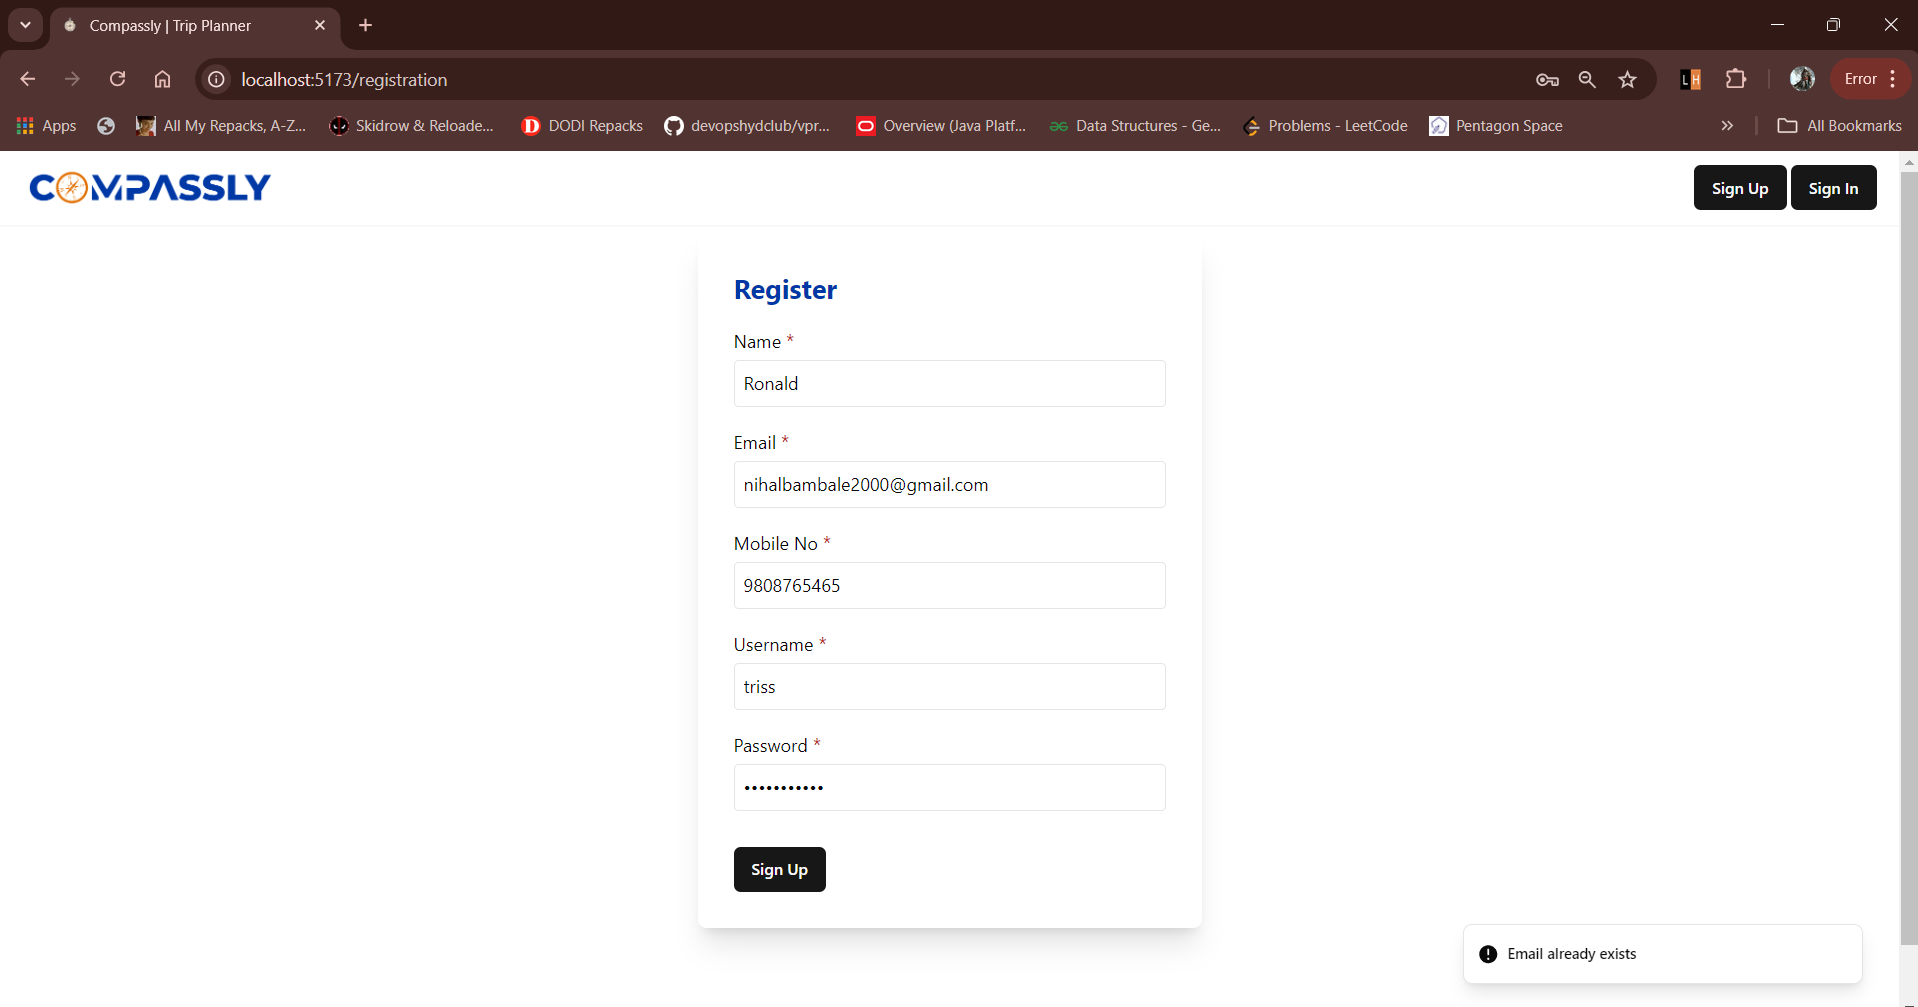 Compassly | Trip Planner
localhost:5173/registration
LH
Error
Apps
All My Repacks, A-Z...
Skidrow & Reloade...
DODI Repacks
devopshydclub/vpr...
Overview (Java Platf...
Data Structures - Ge...
Problems - LeetCode
Pentagon Space
All Bookmarks
COMPASSLY
Sign Up
Sign In
Register
Name *
Ronald
Email *
nihalbambale2000@gmail.com
Mobile No *
9808765465
Username *
triss
Password *
•••••••••••
Sign Up
Email already exists